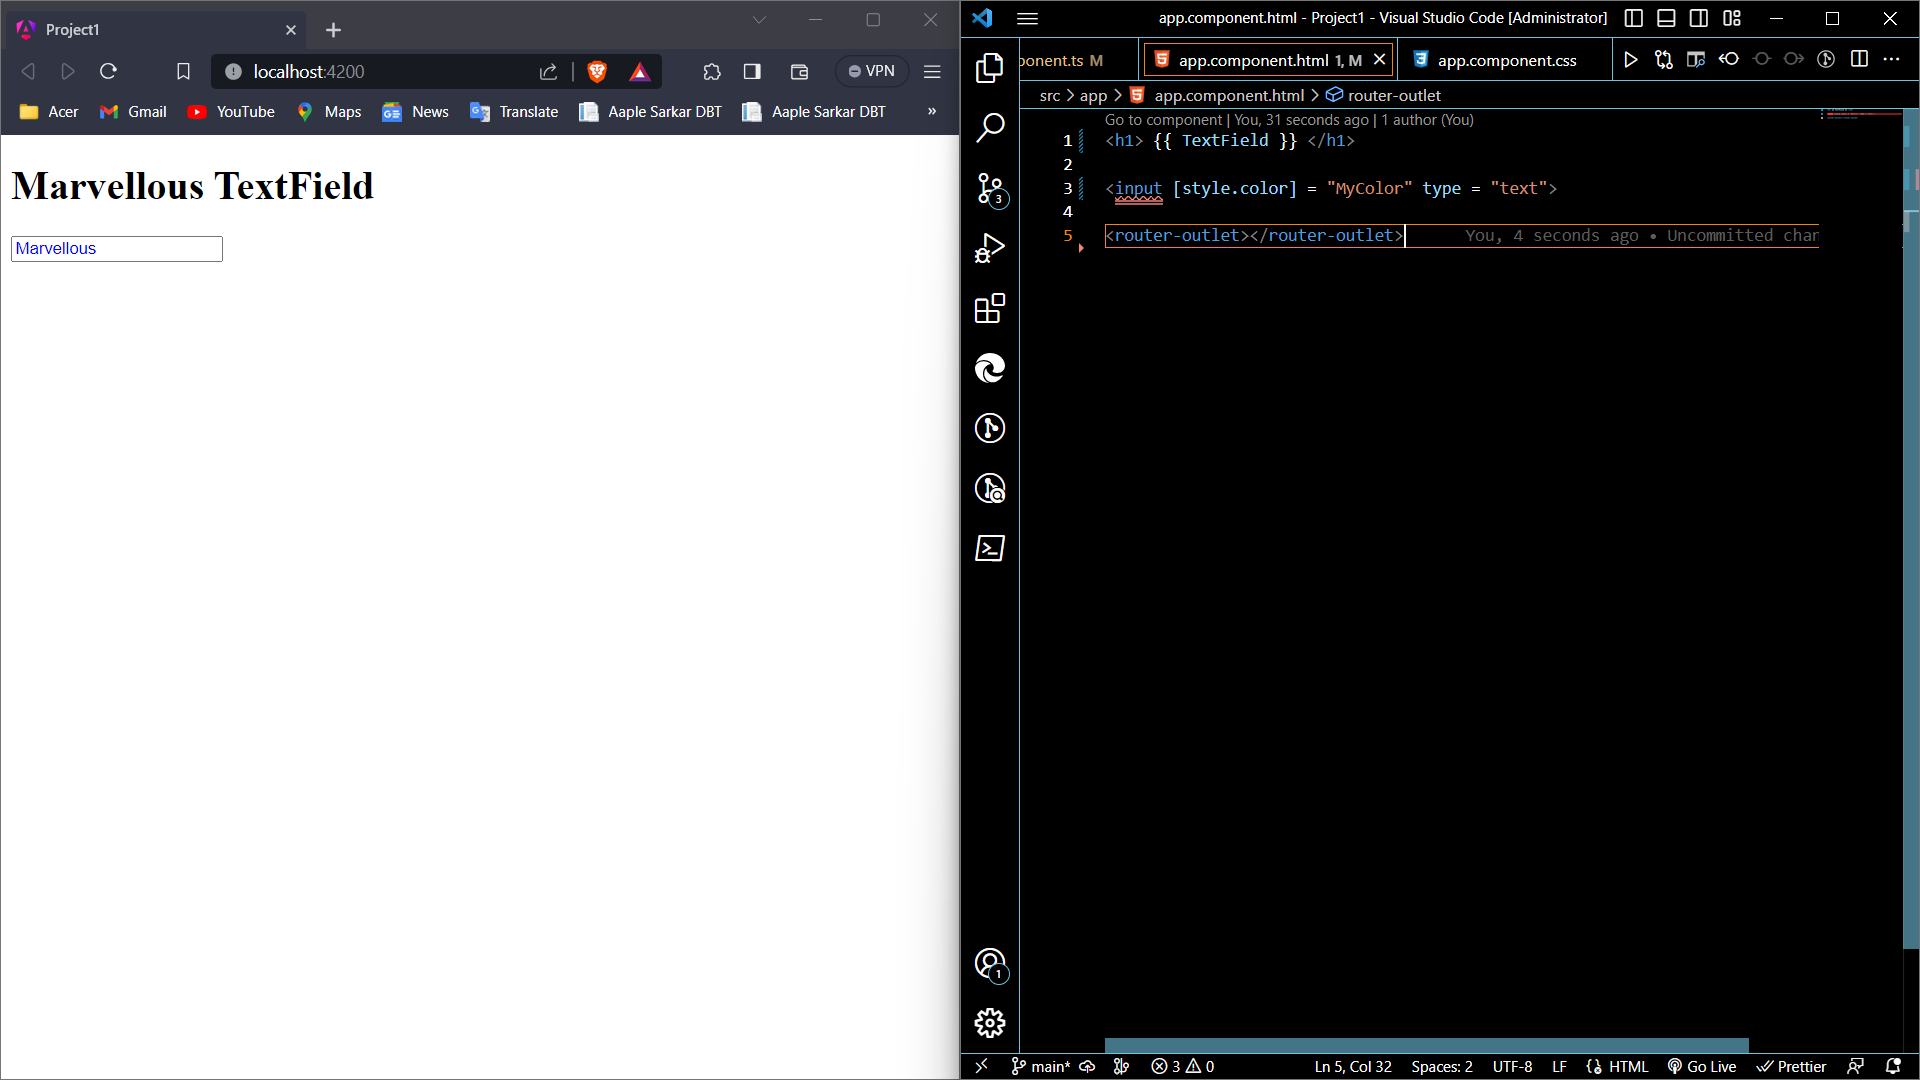 Project1
localhost:4200
VPN
Acer
Gmail
YouTube
Maps
News
Translate
Aaple Sarkar DBT
Aaple Sarkar DBT
»
Marvellous TextField
Marvellous
app.component.html - Project1 - Visual Studio Code [Administrator]
ponent.ts M
app.component.html 1, M
app.component.css
src > app > app.component.html > router-outlet
Go to component | You, 31 seconds ago | 1 author (You)
1 <h1> {{ TextField }} </h1>
2
3 <input [style.color] = "MyColor" type = "text">
4
5 <router-outlet></router-outlet> You, 4 seconds ago • Uncommitted chan
3
1
main*
3 0
Ln 5, Col 32
Spaces: 2
UTF-8
LF
HTML
Go Live
Prettier